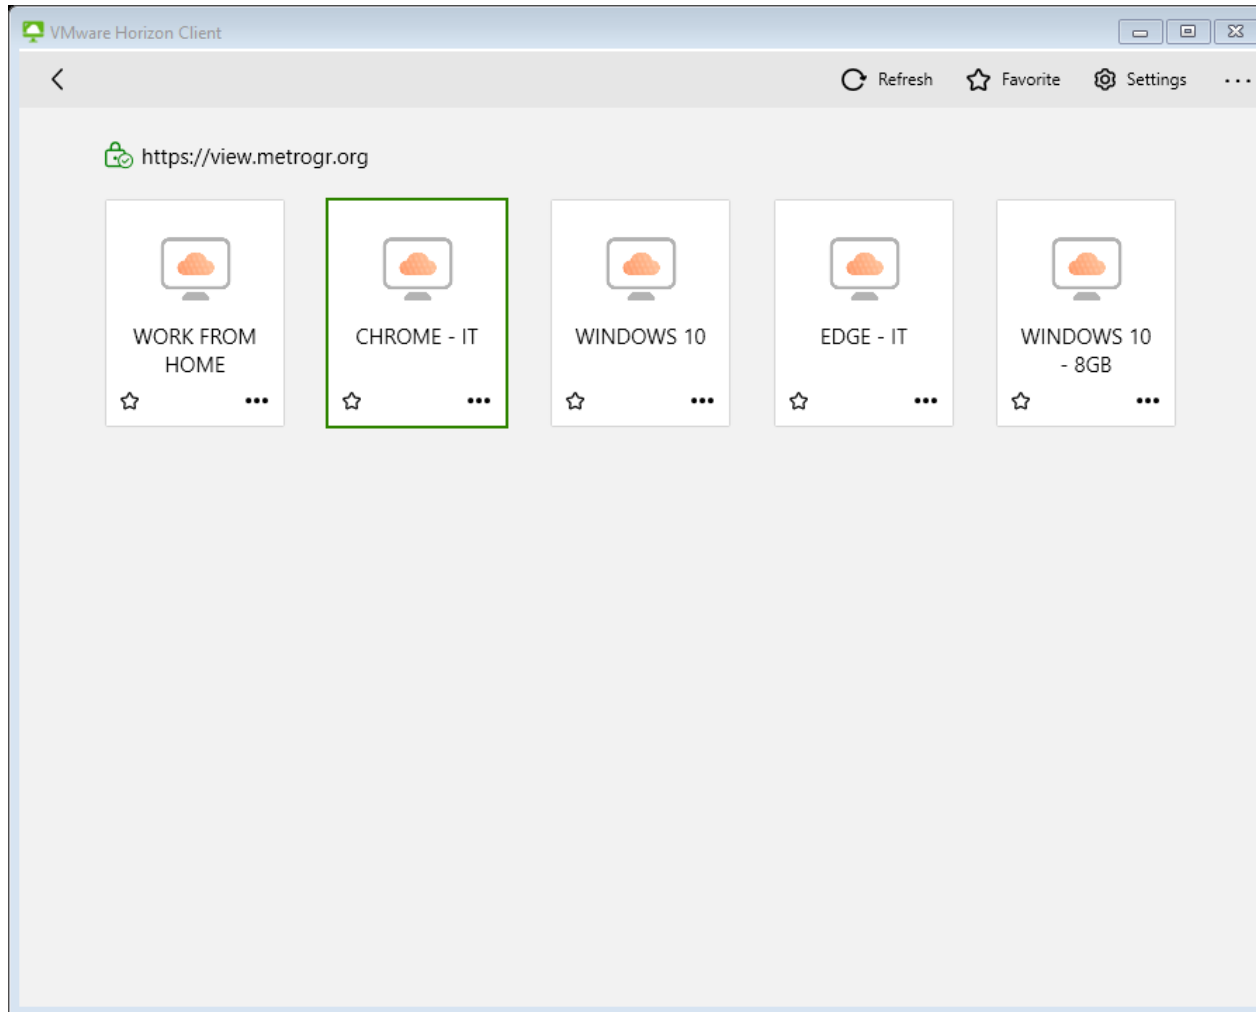 VMware Horizon Client
Refresh
Favorite
Settings
https://view.metrogr.org
WORK FROM
HOME
CHROME - IT
WINDOWS 10
EDGE - IT
WINDOWS 10
- 8GB